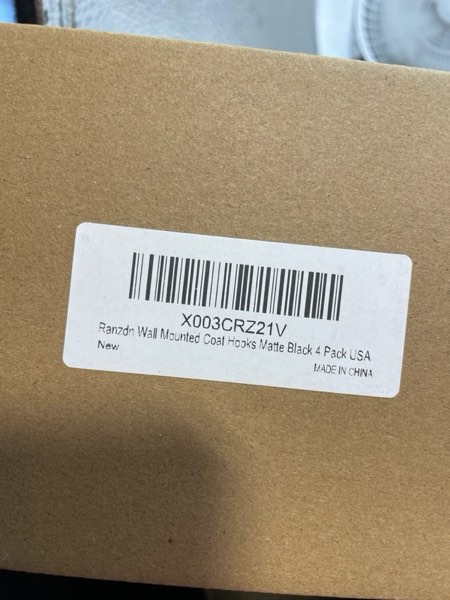 X003CRZ21V
Ranzdn Wall Mounted Coat Hooks Matte Black 4 Pack USA
New
MADE IN CHINA